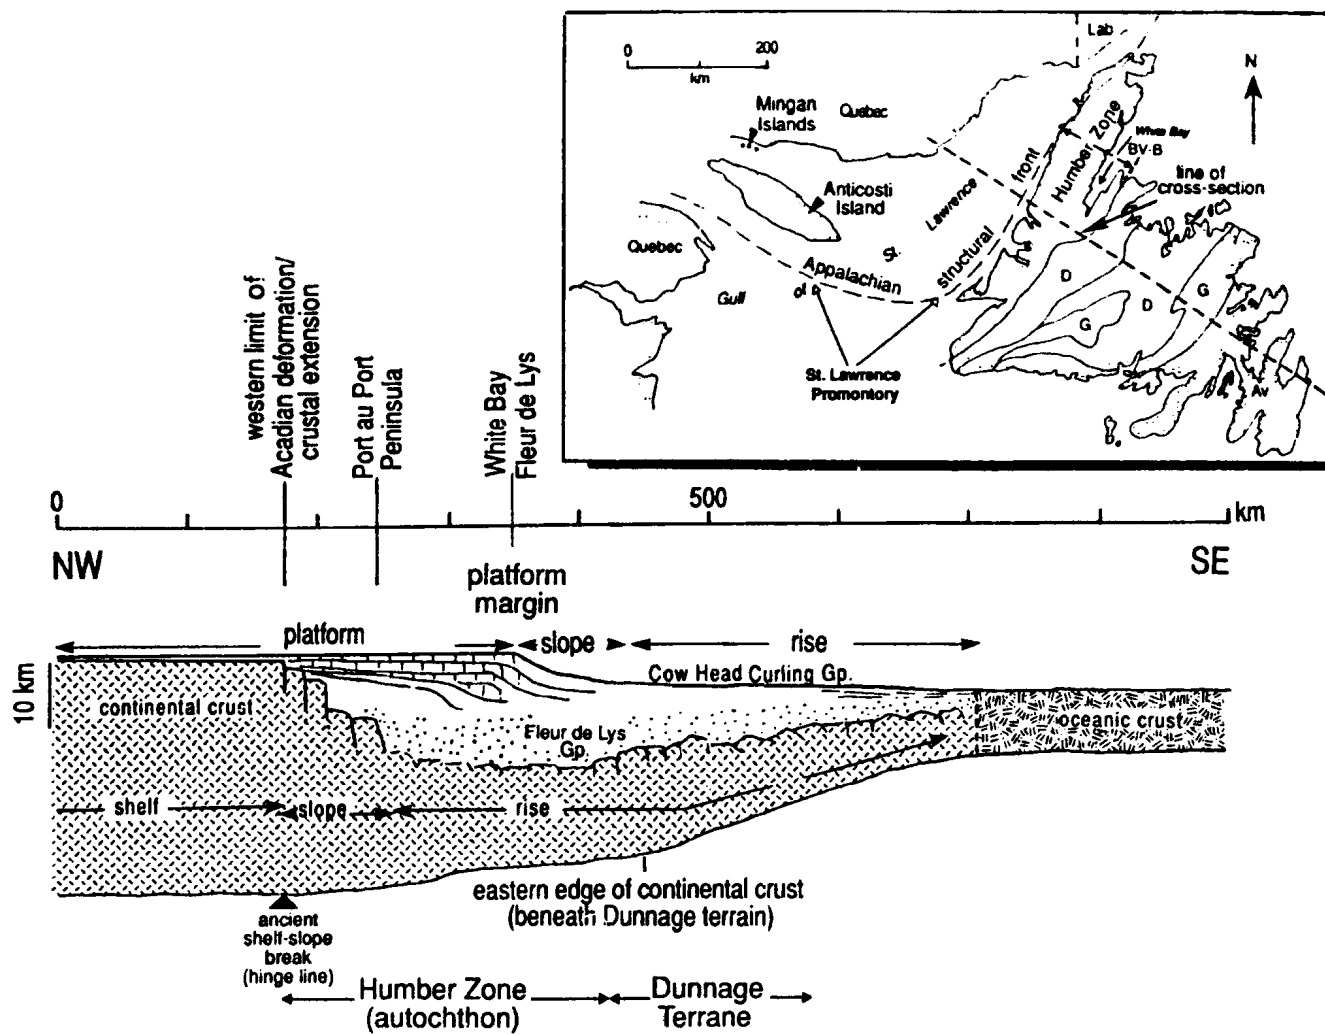 0 200
km
Lab
N
Mingan
Islands
Quebec
White Bay
BV-B
Humber Zone
line of
cross-section
Anticosti
Island
St. Lawrence
structural front
Quebec
Appalachian
Gulf
D
D
G
G
St. Lawrence
Promontory
Av
western limit of
Acadian deformation/
crustal extension
Port au Port
Peninsula
White Bay
Fleur de Lys
0 500 km
NW SE
platform
margin
platform slope rise
Cow Head Curling Gp.
10 km
continental crust
oceanic crust
Fleur de Lys
Gp.
shelf slope rise
eastern edge of continental crust
(beneath Dunnage terrain)
ancient
shelf-slope
break
(hinge line)
Humber Zone
(autochthon)
Dunnage
Terrane